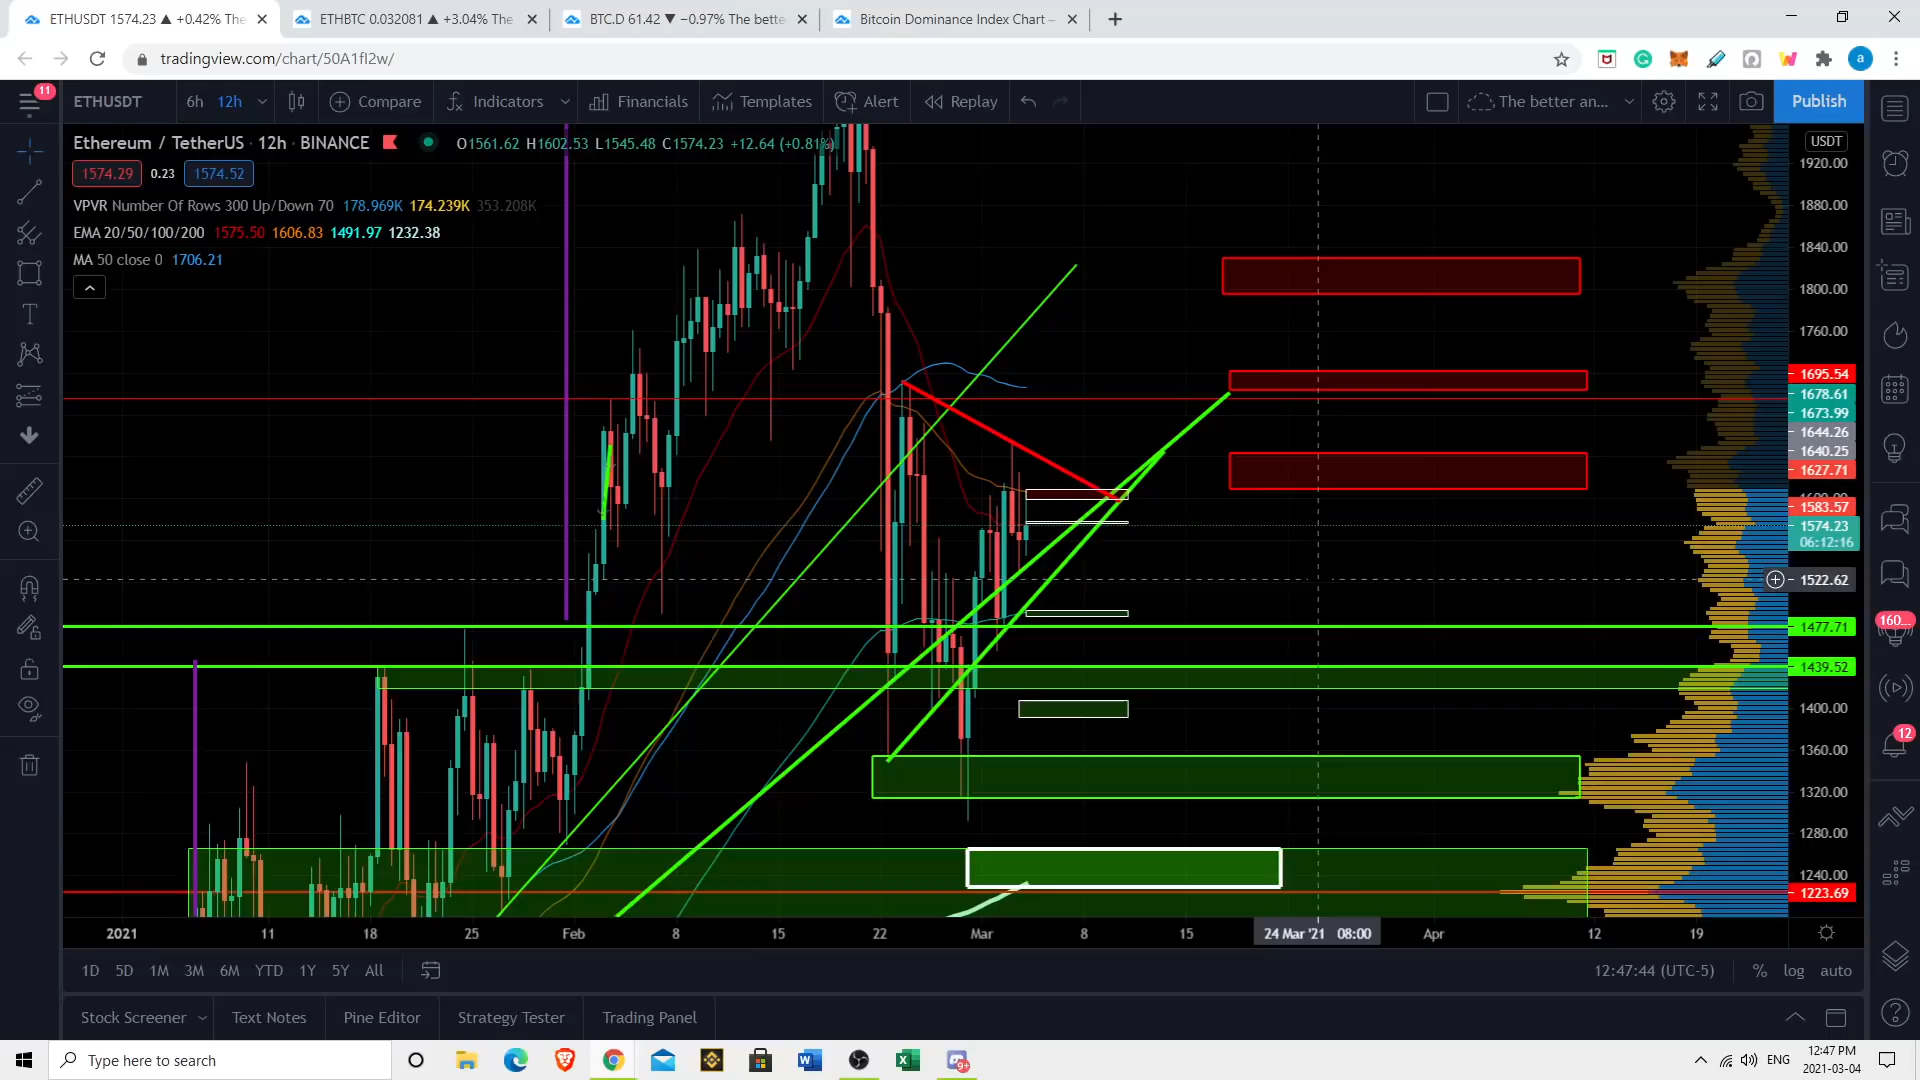 ETHUSDT 1574.23 ▲ +0.42% The
ETHBTC 0.032081 ▲ +3.04% The
BTC.D 61.42 ▼ −0.97% The bette
Bitcoin Dominance Index Chart –
tradingview.com/chart/50A1fI2w/
a
11
ETHUSDT
6h 12h
Compare
Indicators
Financials
Templates
Alert
Replay
The better an...
Publish
Ethereum / TetherUS · 12h · BINANCE
O1561.62 H1602.53 L1545.48 C1574.23 +12.64 (+0.81%)
1574.29 0.23 1574.52
VPVR Number Of Rows 300 Up/Down 70 178.969K 174.239K 353.208K
EMA 20/50/100/200 1575.50 1606.83 1491.97 1232.38
MA 50 close 0 1706.21
USDT
1920.00
1880.00
1840.00
1800.00
1760.00
1695.54
1678.61
1673.99
1644.26
1640.25
1627.71
1583.57
1574.23
06:12:16
1522.62
1477.71
1439.52
1400.00
1360.00
1320.00
1280.00
1240.00
1223.69
160...
12
2021 11 18 25 Feb 8 15 22 Mar 8 15 24 Mar '21 08:00 Apr 12 19
1D 5D 1M 3M 6M YTD 1Y 5Y All
12:47:44 (UTC-5) % log auto
Stock Screener Text Notes Pine Editor Strategy Tester Trading Panel
Type here to search
9+
ENG
12:47 PM
2021-03-04